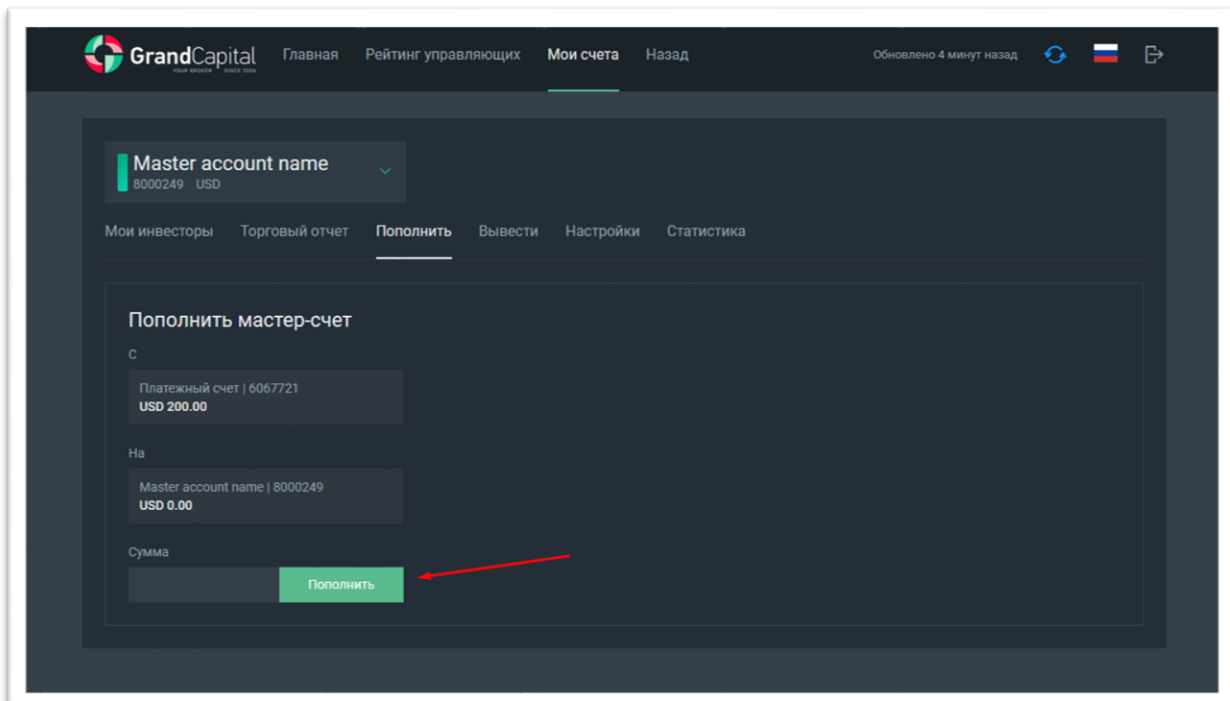 GrandCapital Главная Рейтинг управляющих Мои счета Назад Обновлено 4 минут назад
YOUR BROKER SINCE 2006
Master account name
8000249 USD
Мои инвесторы Торговый отчет Пополнить Вывести Настройки Статистика
Пополнить мастер-счет
С
Платежный счет | 6067721
USD 200.00
На
Master account name | 8000249
USD 0.00
Сумма
Пополнить